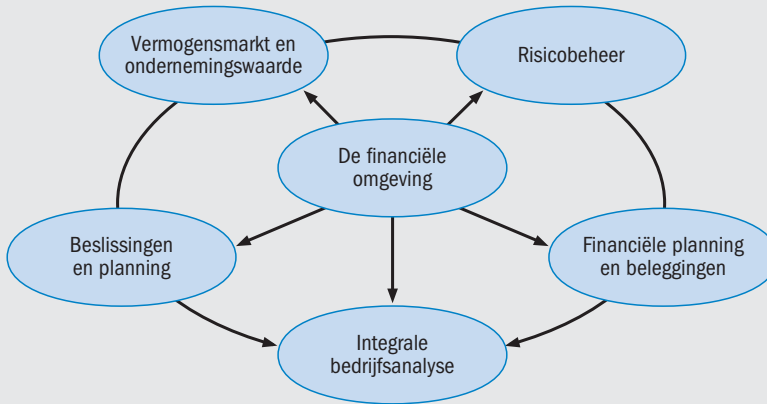 Vermogensmarkt en
ondernemingswaarde
Risicobeheer
De financiële
omgeving
Beslissingen
en planning
Financiële planning
en beleggingen
Integrale
bedrijfsanalyse